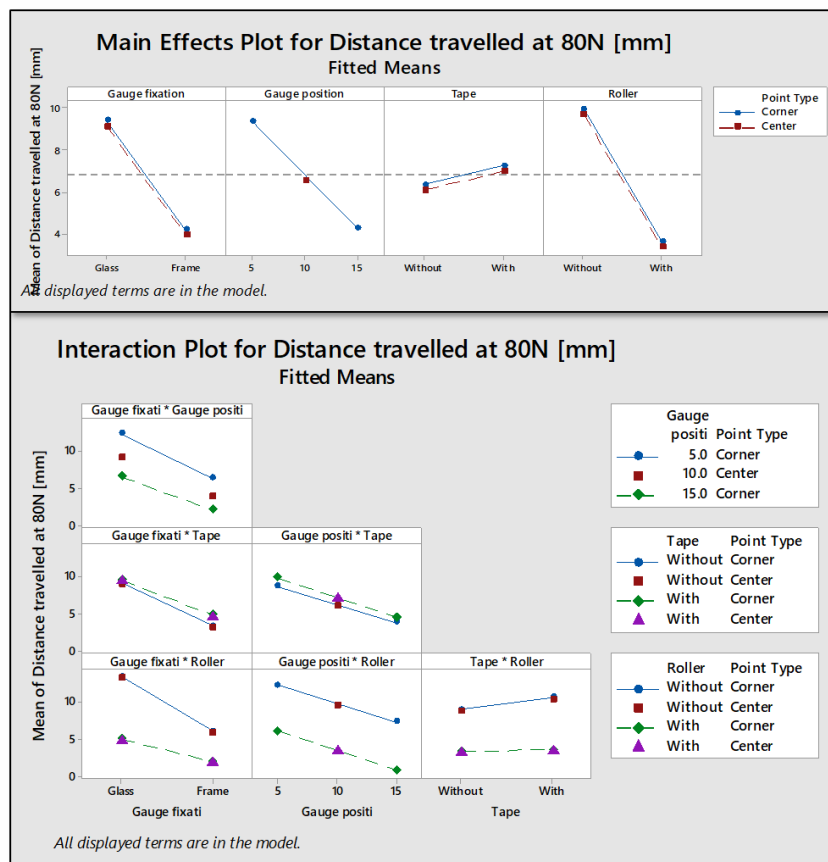 Main Effects Plot for Distance travelled at 80N [mm]
Fitted Means
Gauge fixation Gauge position Tape Roller
Mean of Distance travelled at 80N [mm]
10
8
6
4
Glass Frame 5 10 15 Without With Without With
Point Type
Corner
Center
All displayed terms are in the model.
Interaction Plot for Distance travelled at 80N [mm]
Fitted Means
Mean of Distance travelled at 80N [mm]
Gauge fixati * Gauge positi
10
5
0
Gauge fixati * Tape Gauge positi * Tape
10
5
0
Gauge fixati * Roller Gauge positi * Roller Tape * Roller
10
5
0
Glass Frame 5 10 15 Without With
Gauge fixati Gauge positi Tape
Gauge
positi Point Type
5.0 Corner
10.0 Center
15.0 Corner
Tape Point Type
Without Corner
Without Center
With Corner
With Center
Roller Point Type
Without Corner
Without Center
With Corner
With Center
All displayed terms are in the model.